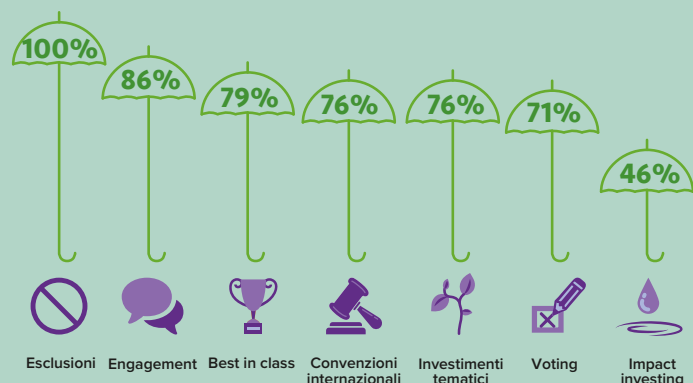 100%
86%
79%
76%
76%
71%
46%
Esclusioni
Engagement
Best in class
Convenzioni
internazionali
Investimenti
tematici
Voting
Impact
investing